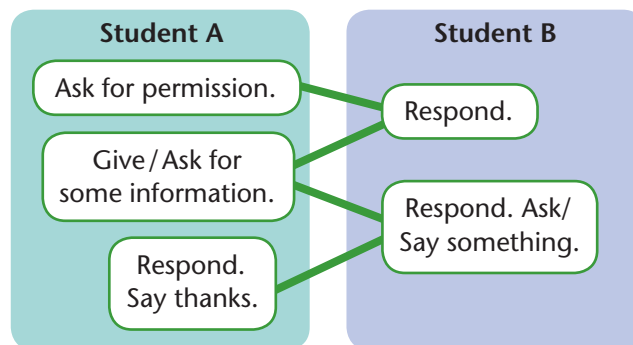 Student A
Student B
Ask for permission.
Respond.
Give/Ask for
some information.
Respond. Ask/
Say something.
Respond.
Say thanks.